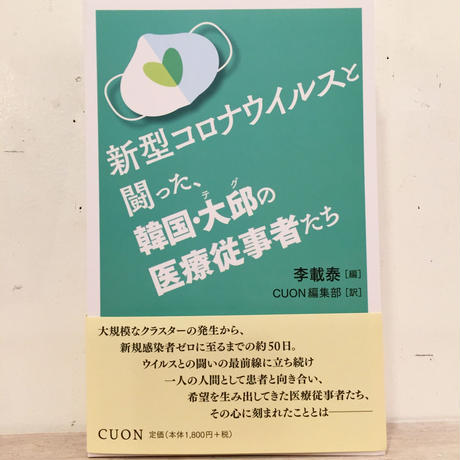 新型コロナウイルスと
闘った、
韓国・大邱の
テグ
医療従事者たち
李載泰[編]
CUON編集部[訳]
大規模なクラスターの発生から、
新規感染者ゼロに至るまでの約50日。
ウイルスとの闘いの最前線に立ち続け
一人の人間として患者と向き合い、
希望を生み出してきた医療従事者たち、
その心に刻まれたこととは———
CUON 定価(本体1,800円+税)